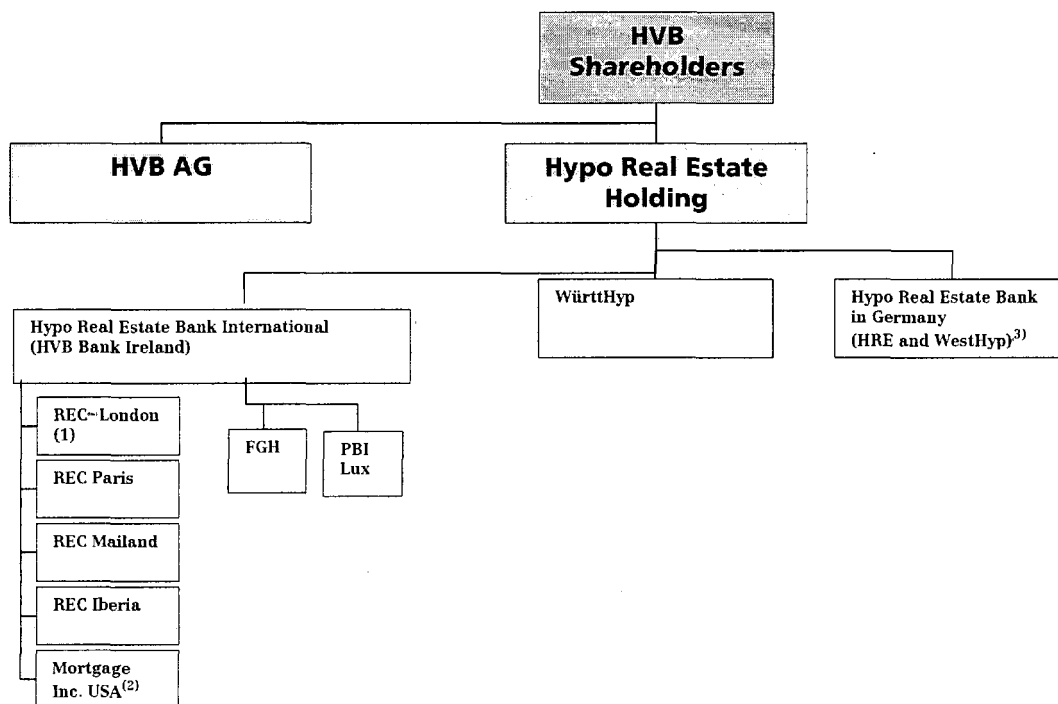 HVB
Shareholders
HVB AG
Hypo Real Estate
Holding
Hypo Real Estate Bank International
(HVB Bank Ireland)
WürttHyp
Hypo Real Estate Bank
in Germany
(HRE and WestHyp)³⁾
REC-London
(1)
REC Paris
REC Mailand
REC Iberia
Mortgage
Inc. USA⁽²⁾
FGH
PBI
Lux